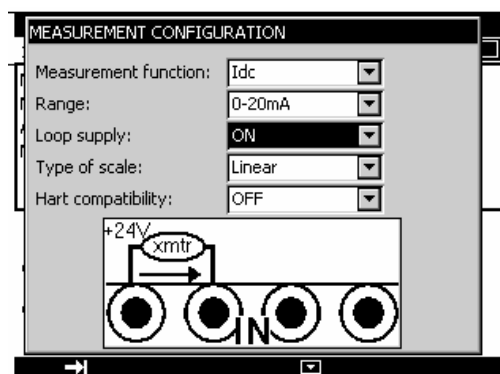 MEASUREMENT CONFIGURATION
Measurement function: Idc
Range: 0-20mA
Loop supply: ON
Type of scale: Linear
Hart compatibility: OFF
+24V
xmtr
IN